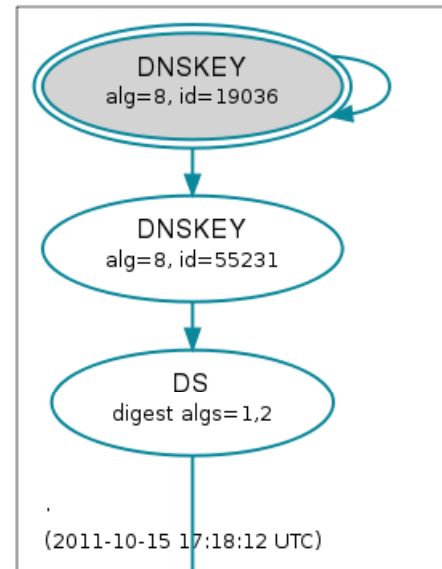 DNSKEY
alg=8, id=19036
DNSKEY
alg=8, id=55231
DS
digest algs=1,2
.
(2011-10-15 17:18:12 UTC)